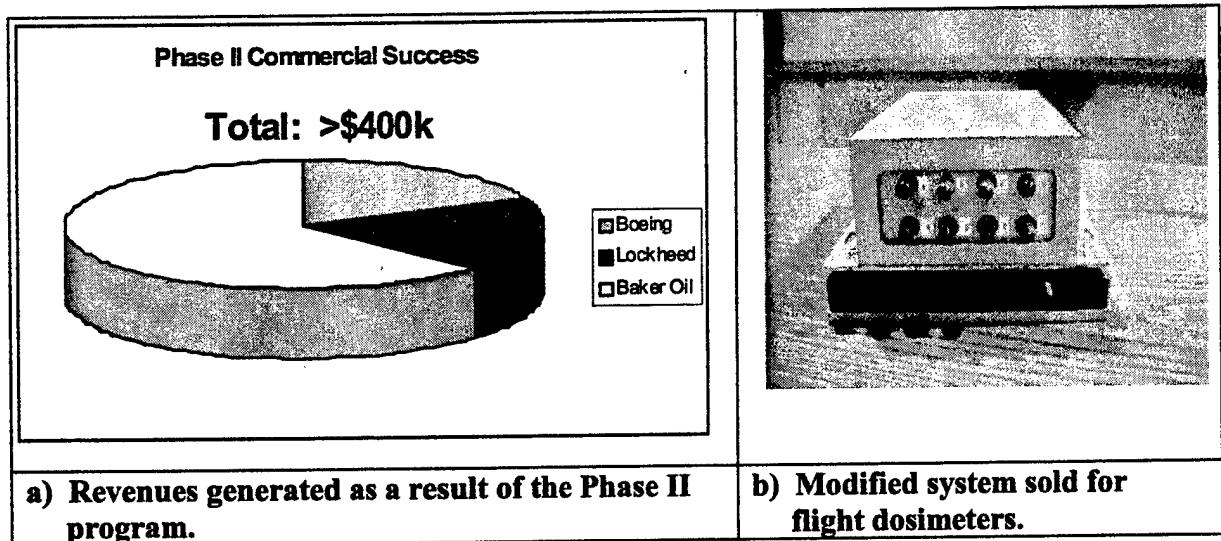 Phase II Commercial Success
Total: >$400k
Boeing
Lockheed
Baker Oil
a) Revenues generated as a result of the Phase II
program.
b) Modified system sold for
flight dosimeters.